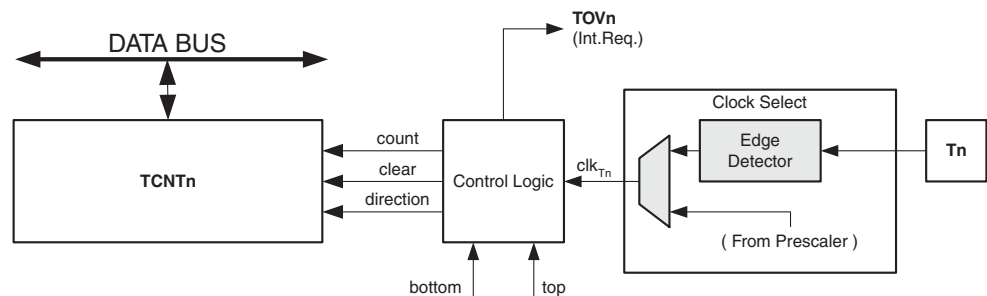 DATA BUS
TOVn
(Int.Req.)
Clock Select
count
Edge
Detector
Tn
TCNTn
clear
Control Logic
clkTn
direction
( From Prescaler )
bottom
top